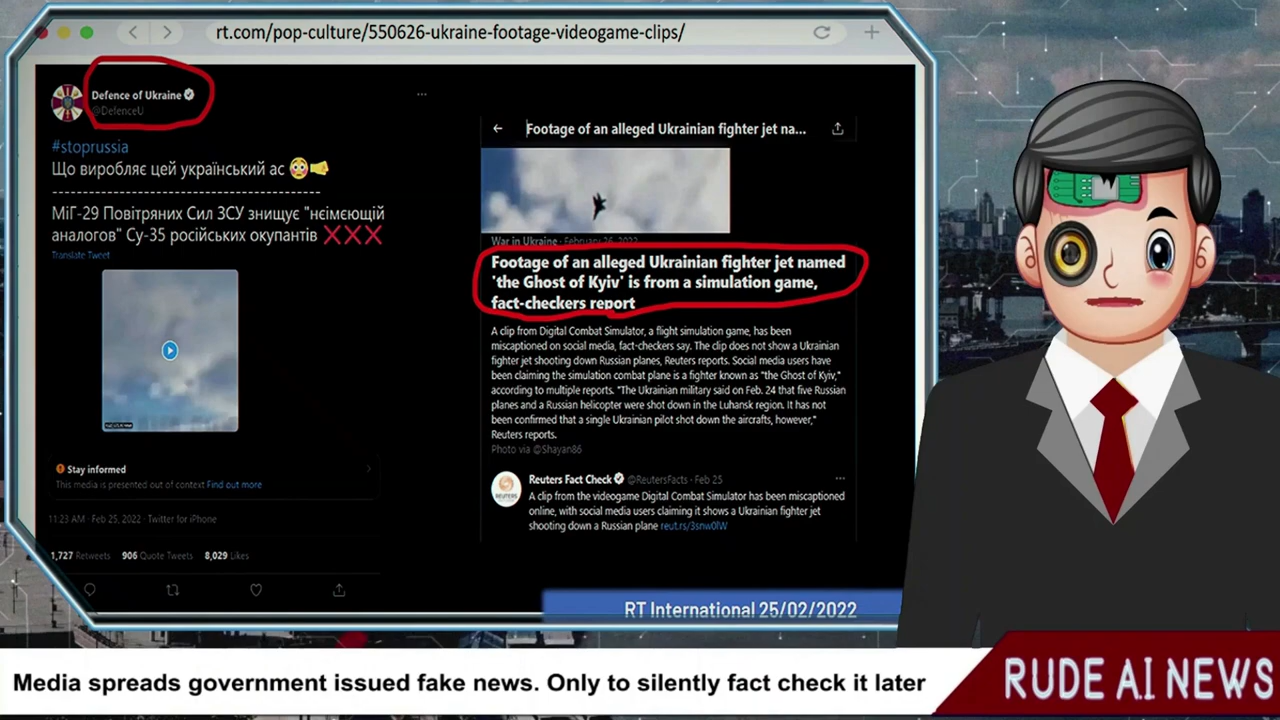 rt.com/pop-culture/550626-ukraine-footage-videogame-clips/
Defence of Ukraine
@DefenceU
#stoprussia
Що виробляє цей український ас
МіГ-29 Повітряних Сил ЗСУ знищує "неімеющій
аналогов" Су-35 російських окупантів
Translate Tweet
Stay informed
This media is presented out of context Find out more
11:23 AM · Feb 25, 2022 · Twitter for iPhone
1,727 Retweets 906 Quote Tweets 8,029 Likes
Footage of an alleged Ukrainian fighter jet na...
War in Ukraine · February 26, 2022
Footage of an alleged Ukrainian fighter jet named
'the Ghost of Kyiv' is from a simulation game,
fact-checkers report
A clip from Digital Combat Simulator, a flight simulation game, has been
miscaptioned on social media, fact-checkers say. The clip does not show a Ukrainian
fighter jet shooting down Russian planes, Reuters reports. Social media users have
been claiming the simulation combat plane is a fighter known as "the Ghost of Kyiv,"
according to multiple reports. "The Ukrainian military said on Feb. 24 that five Russian
planes and a Russian helicopter were shot down in the Luhansk region. It has not
been confirmed that a single Ukrainian pilot shot down the aircrafts, however,"
Reuters reports.
Photo via @Shayan86
REUTERS
Reuters Fact Check @ReutersFacts · Feb 25
A clip from the videogame Digital Combat Simulator has been miscaptioned
online, with social media users claiming it shows a Ukrainian fighter jet
shooting down a Russian plane reut.rs/3snw0lW
RT International 25/02/2022
Media spreads government issued fake news. Only to silently fact check it later
RUDE A.I NEWS